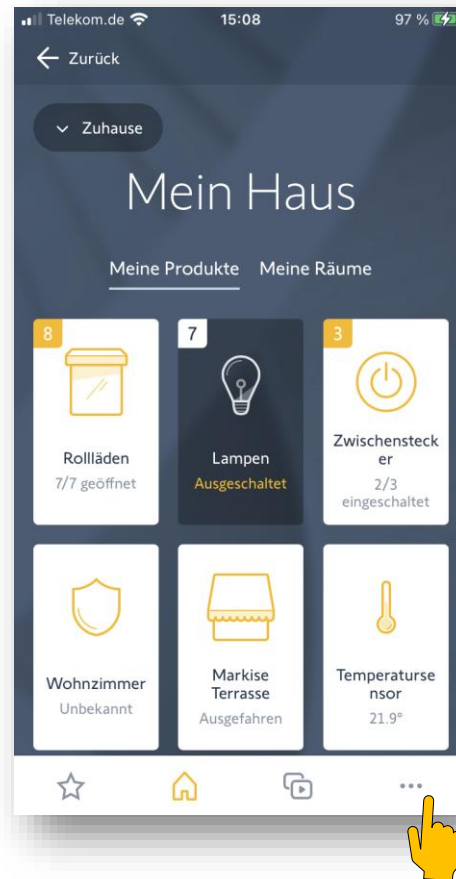 Telekom.de 15:08 97 %
Zurück
Zuhause
Mein Haus
Meine Produkte Meine Räume
8
7
3
Rollläden
7/7 geöffnet
Lampen
Ausgeschaltet
Zwischensteck
er
2/3
eingeschaltet
Wohnzimmer
Unbekannt
Markise
Terrasse
Ausgefahren
Temperaturse
nsor
21.9°